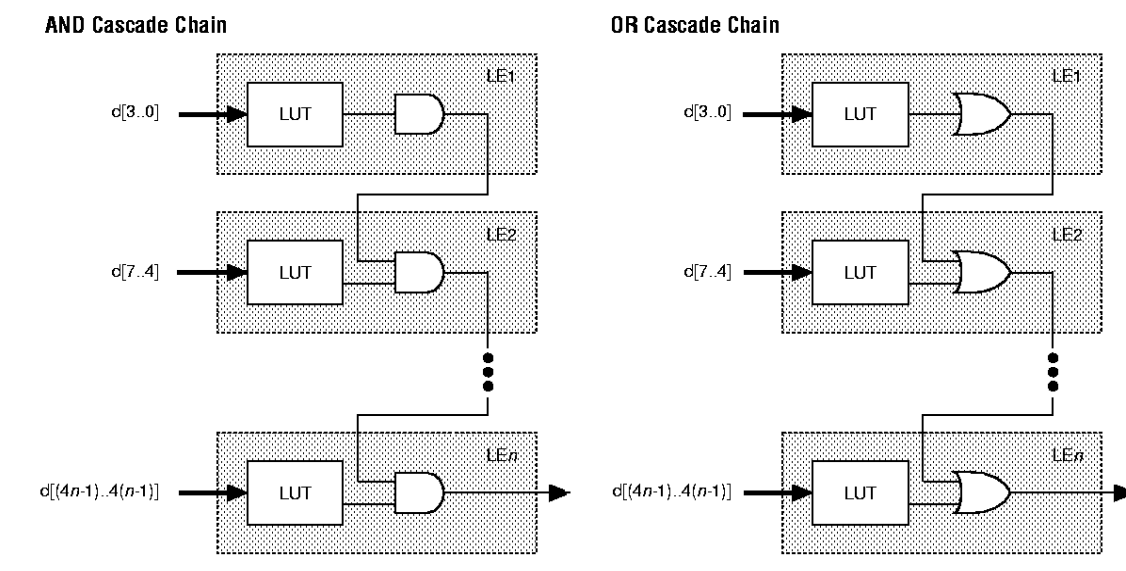 AND Cascade Chain
OR Cascade Chain
LE1
d[3..0]
LUT
LE2
d[7..4]
LUT
LEn
d[(4n-1)..4(n-1)]
LUT
LE1
d[3..0]
LUT
LE2
d[7..4]
LUT
LEn
d[(4n-1)..4(n-1)]
LUT